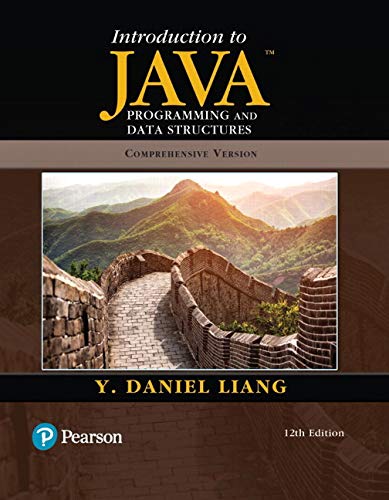 Introduction to
JAVA™
PROGRAMMING AND
DATA STRUCTURES
COMPREHENSIVE VERSION
Y. DANIEL LIANG
Pearson
12th Edition